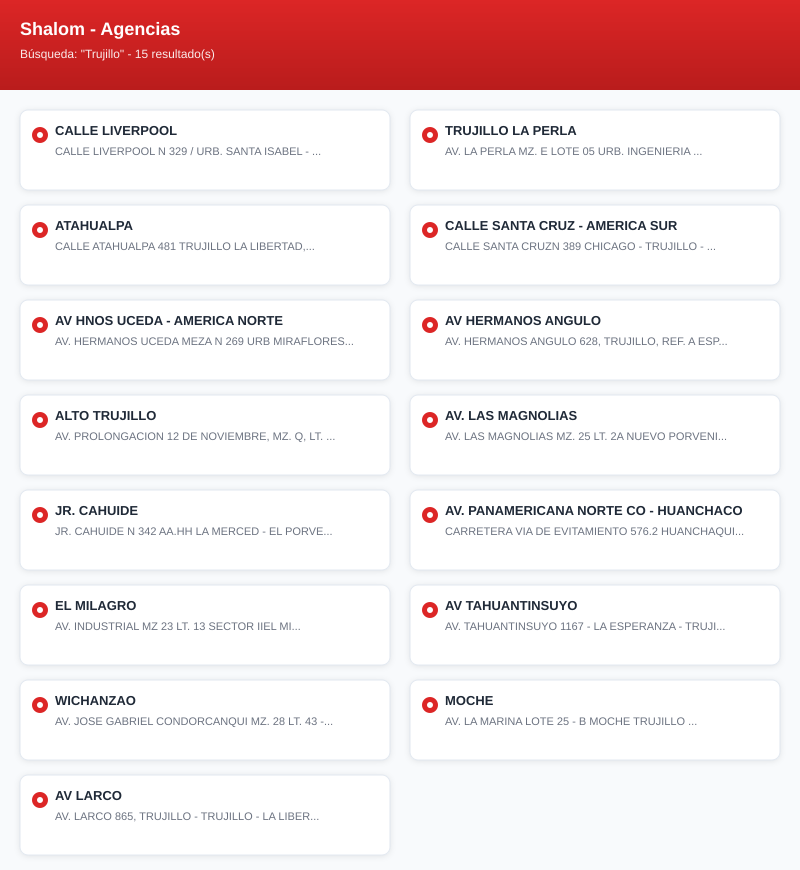 Shalom - Agencias
Búsqueda: "Trujillo" - 15 resultado(s)
CALLE LIVERPOOL
CALLE LIVERPOOL N 329 / URB. SANTA ISABEL - ...
TRUJILLO LA PERLA
AV. LA PERLA MZ. E LOTE 05 URB. INGENIERIA ...
ATAHUALPA
CALLE ATAHUALPA 481 TRUJILLO LA LIBERTAD,...
CALLE SANTA CRUZ - AMERICA SUR
CALLE SANTA CRUZN 389 CHICAGO - TRUJILLO - ...
AV HNOS UCEDA - AMERICA NORTE
AV. HERMANOS UCEDA MEZA N 269 URB MIRAFLORES...
AV HERMANOS ANGULO
AV. HERMANOS ANGULO 628, TRUJILLO, REF. A ESP...
ALTO TRUJILLO
AV. PROLONGACION 12 DE NOVIEMBRE, MZ. Q, LT. ...
AV. LAS MAGNOLIAS
AV. LAS MAGNOLIAS MZ. 25 LT. 2A NUEVO PORVENI...
JR. CAHUIDE
JR. CAHUIDE N 342 AA.HH LA MERCED - EL PORVE...
AV. PANAMERICANA NORTE CO - HUANCHACO
CARRETERA VIA DE EVITAMIENTO 576.2 HUANCHAQUI...
EL MILAGRO
AV. INDUSTRIAL MZ 23 LT. 13 SECTOR IIEL MI...
AV TAHUANTINSUYO
AV. TAHUANTINSUYO 1167 - LA ESPERANZA - TRUJI...
WICHANZAO
AV. JOSE GABRIEL CONDORCANQUI MZ. 28 LT. 43 -...
MOCHE
AV. LA MARINA LOTE 25 - B MOCHE TRUJILLO ...
AV LARCO
AV. LARCO 865, TRUJILLO - TRUJILLO - LA LIBER...